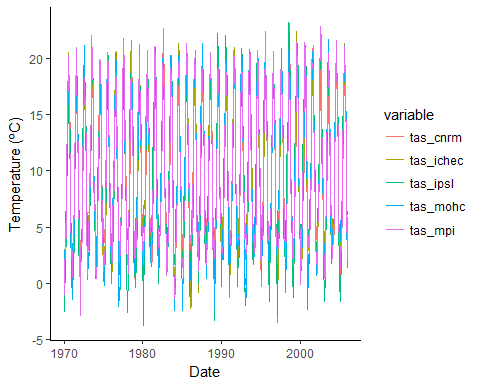 20
15
10
5
0
-5
Temperature (ºC)
1970
1980
1990
2000
Date
variable
tas_cnrm
tas_ichec
tas_ipsl
tas_mohc
tas_mpi